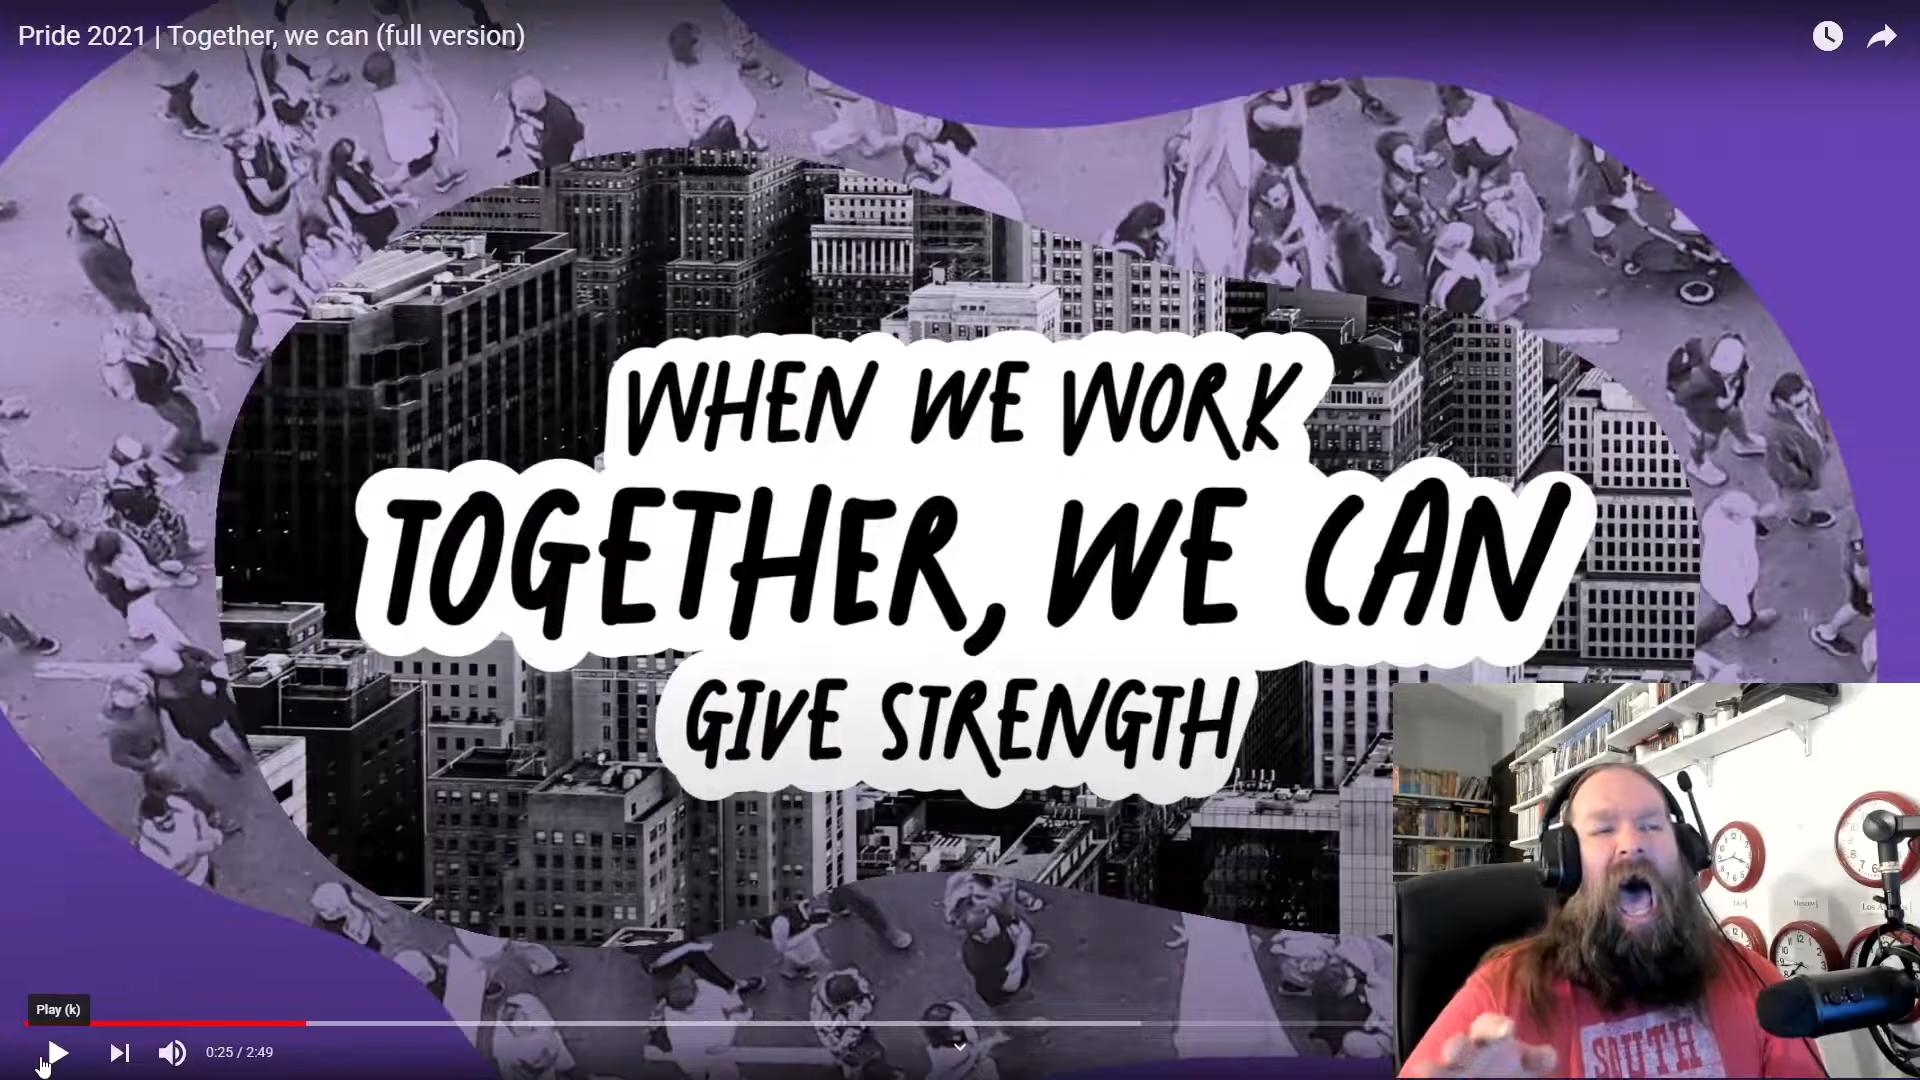 Pride 2021 | Together, we can (full version)
WHEN WE WORK
TOGETHER, WE CAN
GIVE STRENGTH
Play (k)
0:25 / 2:49
Moscow
SOUTH